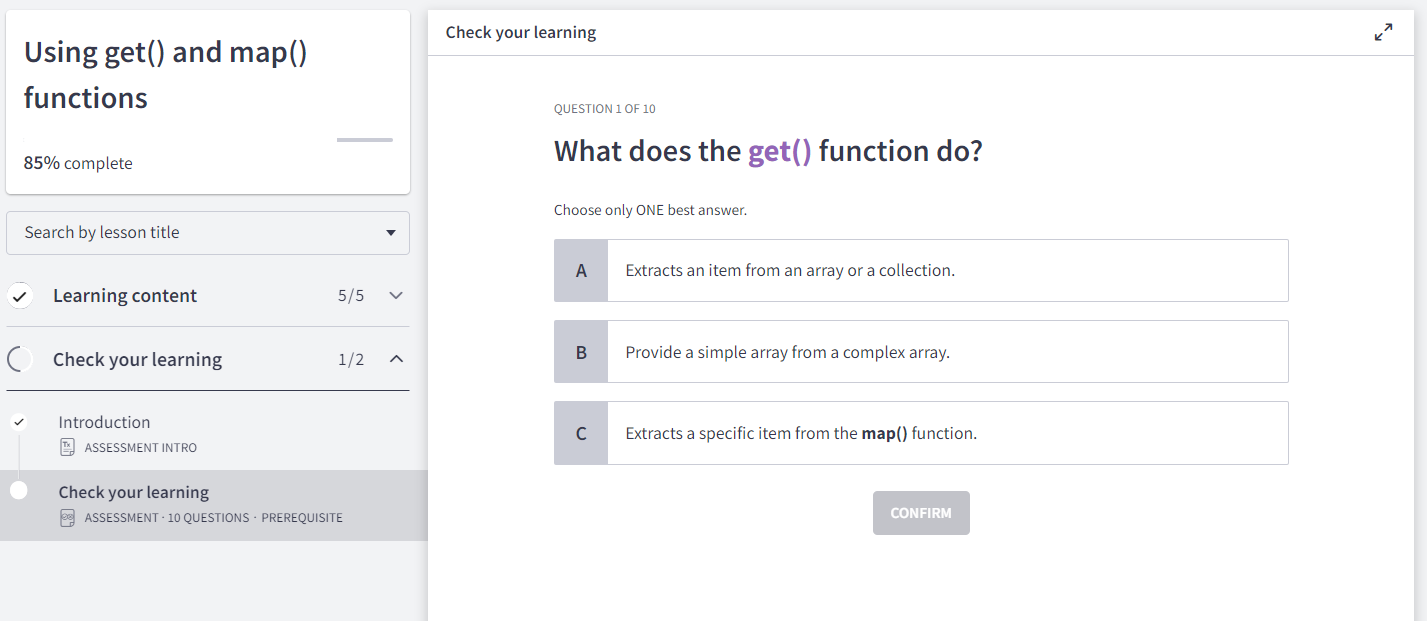 Using get() and map()
functions
85% complete
Search by lesson title
Learning content 5/5
Check your learning 1/2
Introduction
ASSESSMENT INTRO
Check your learning
ASSESSMENT · 10 QUESTIONS · PREREQUISITE
Check your learning
QUESTION 1 OF 10
What does the get() function do?
Choose only ONE best answer.
A Extracts an item from an array or a collection.
B Provide a simple array from a complex array.
C Extracts a specific item from the map() function.
CONFIRM